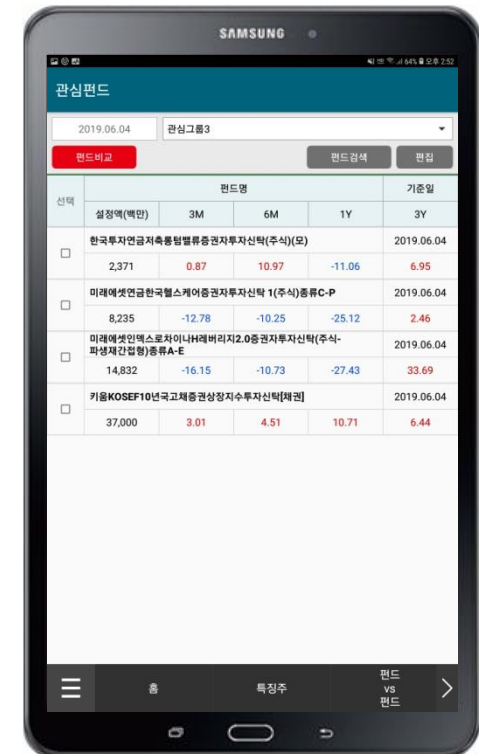 SAMSUNG
64% 오후 2:52
관심펀드
2019.06.04 관심그룹3
펀드비교 펀드검색 편집
선택 펀드명 기준일
설정액(백만) 3M 6M 1Y 3Y
한국투자연금저축롱텀밸류증권자투자신탁(주식)(모) 2019.06.04
2,371 0.87 10.97 -11.06 6.95
미래에셋연금한국헬스케어증권자투자신탁 1(주식)종류C-P 2019.06.04
8,235 -12.78 -10.25 -25.12 2.46
미래에셋인덱스로차이나H레버리지2.0증권자투자신탁(주식-
파생재간접형)종류A-E 2019.06.04
14,832 -16.15 -10.73 -27.43 33.69
키움KOSEF10년국고채증권상장지수투자신탁[채권] 2019.06.04
37,000 3.01 4.51 10.71 6.44
홈 특징주 펀드
vs
펀드